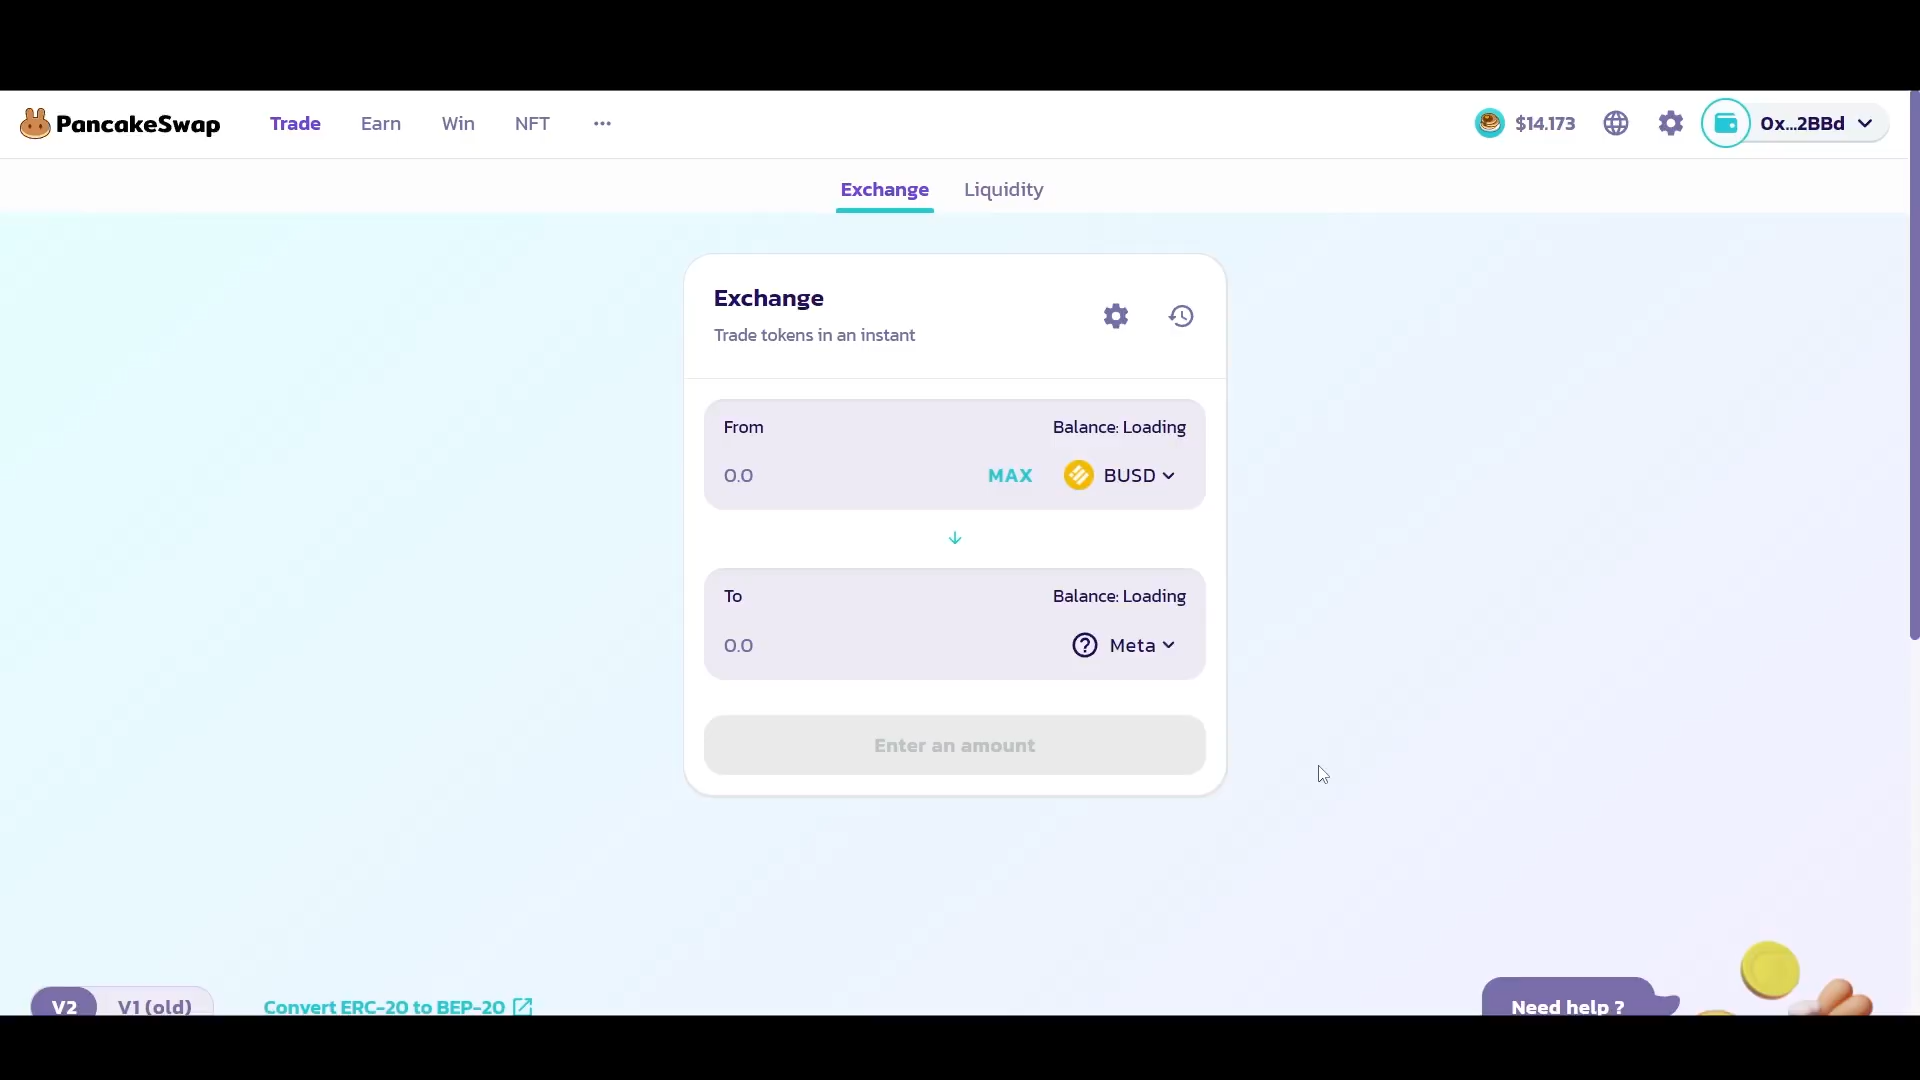 PancakeSwap Trade Earn Win NFT ... $14.173 0x...2BBd
Exchange Liquidity
Exchange
Trade tokens in an instant
From Balance: Loading
0.0 MAX BUSD
To Balance: Loading
0.0 Meta
Enter an amount
V2 V1 (old) Convert ERC-20 to BEP-20 Need help ?